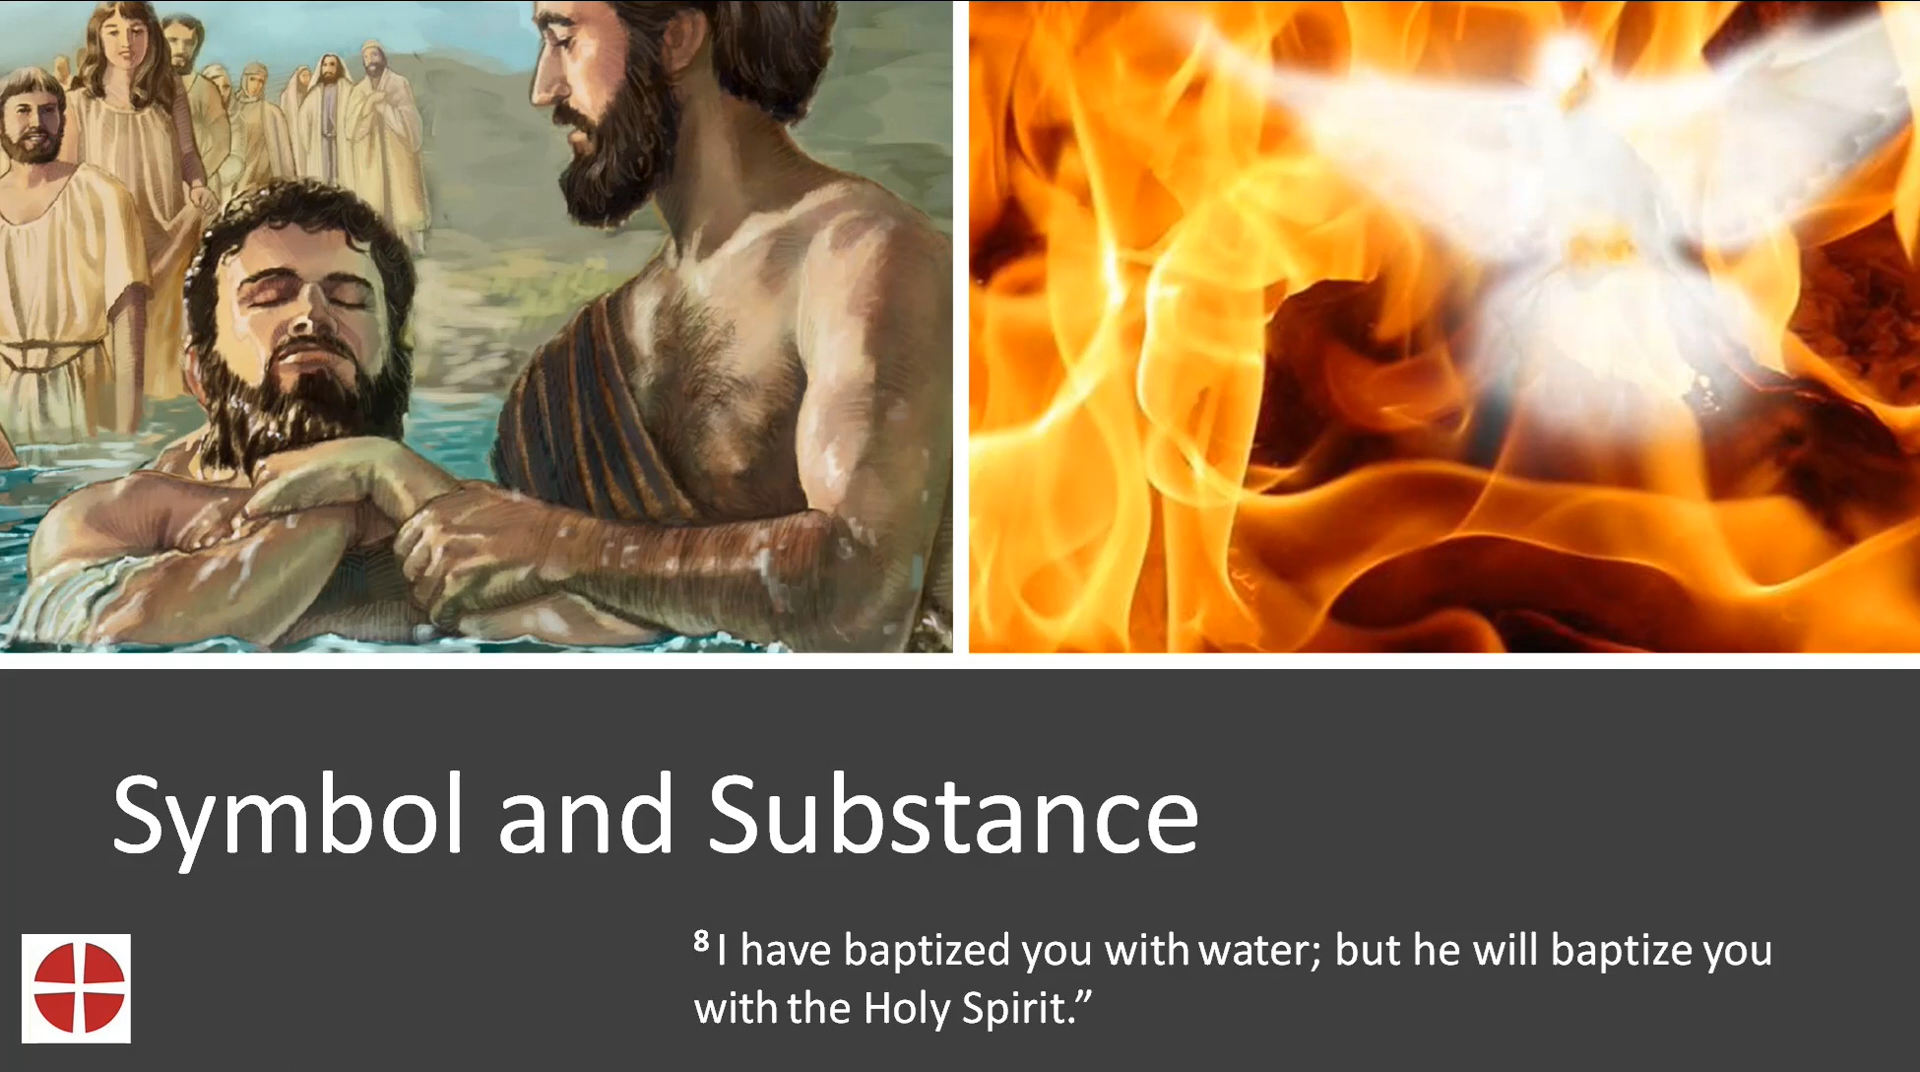 Symbol and Substance
8 I have baptized you with water; but he will baptize you
with the Holy Spirit.”